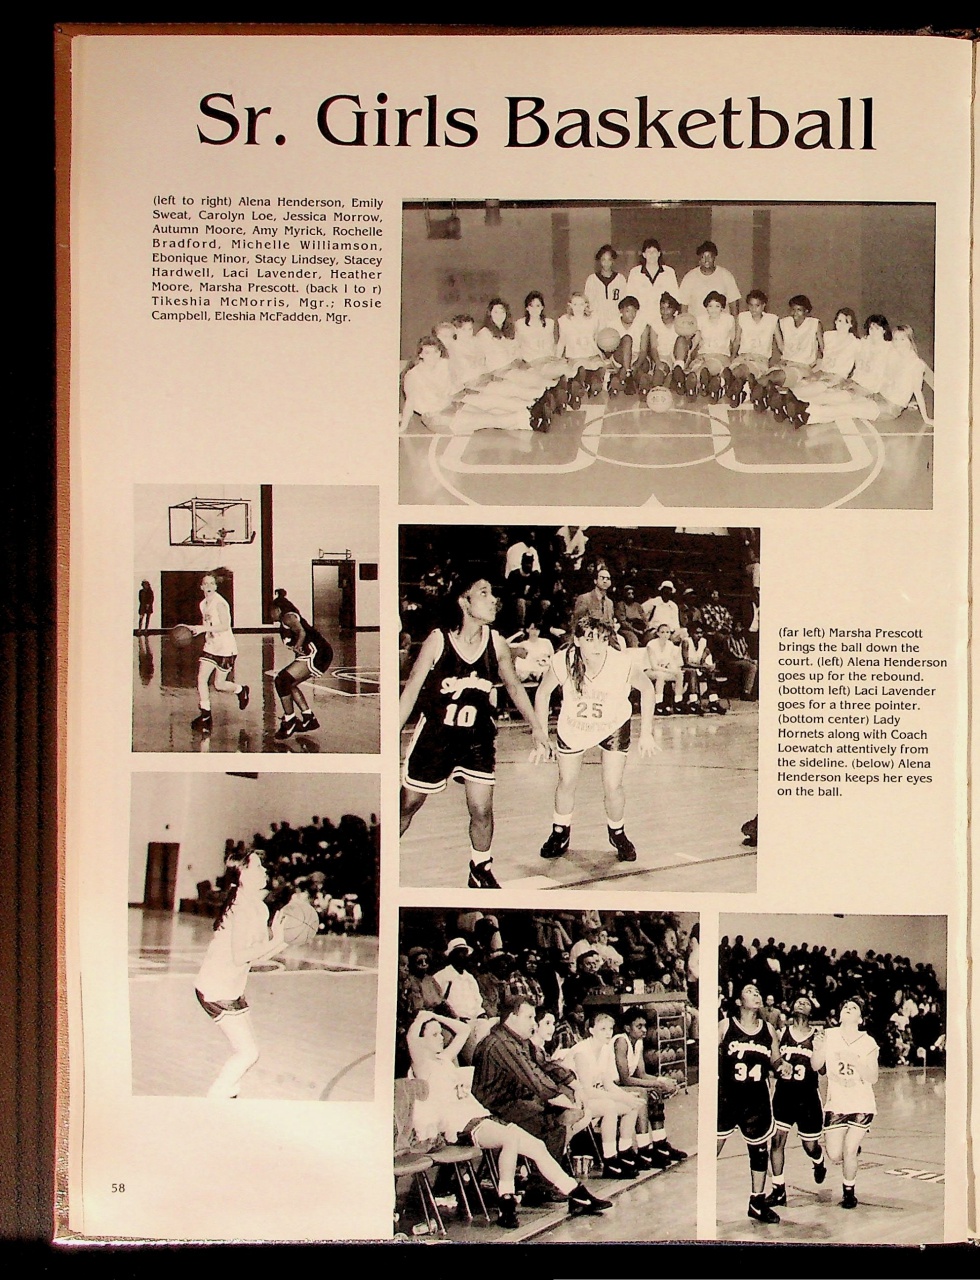 Sr. Girls Basketball
(left to right) Alena Henderson, Emily
Sweat, Carolyn Loe, Jessica Morrow,
Autumn Moore, Amy Myrick, Rochelle
Bradford, Michelle Williamson,
Ebonique Minor, Stacy Lindsey, Stacey
Hardwell, Laci Lavender, Heather
Moore, Marsha Prescott. (back l to r)
Tikeshia McMorris, Mgr.; Rosie
Campbell, Eleshia McFadden, Mgr.
B
10
25
(far left) Marsha Prescott
brings the ball down the
court. (left) Alena Henderson
goes up for the rebound.
(bottom left) Laci Lavender
goes for a three pointer.
(bottom center) Lady
Hornets along with Coach
Loewatch attentively from
the sideline. (below) Alena
Henderson keeps her eyes
on the ball.
34
33
25
58